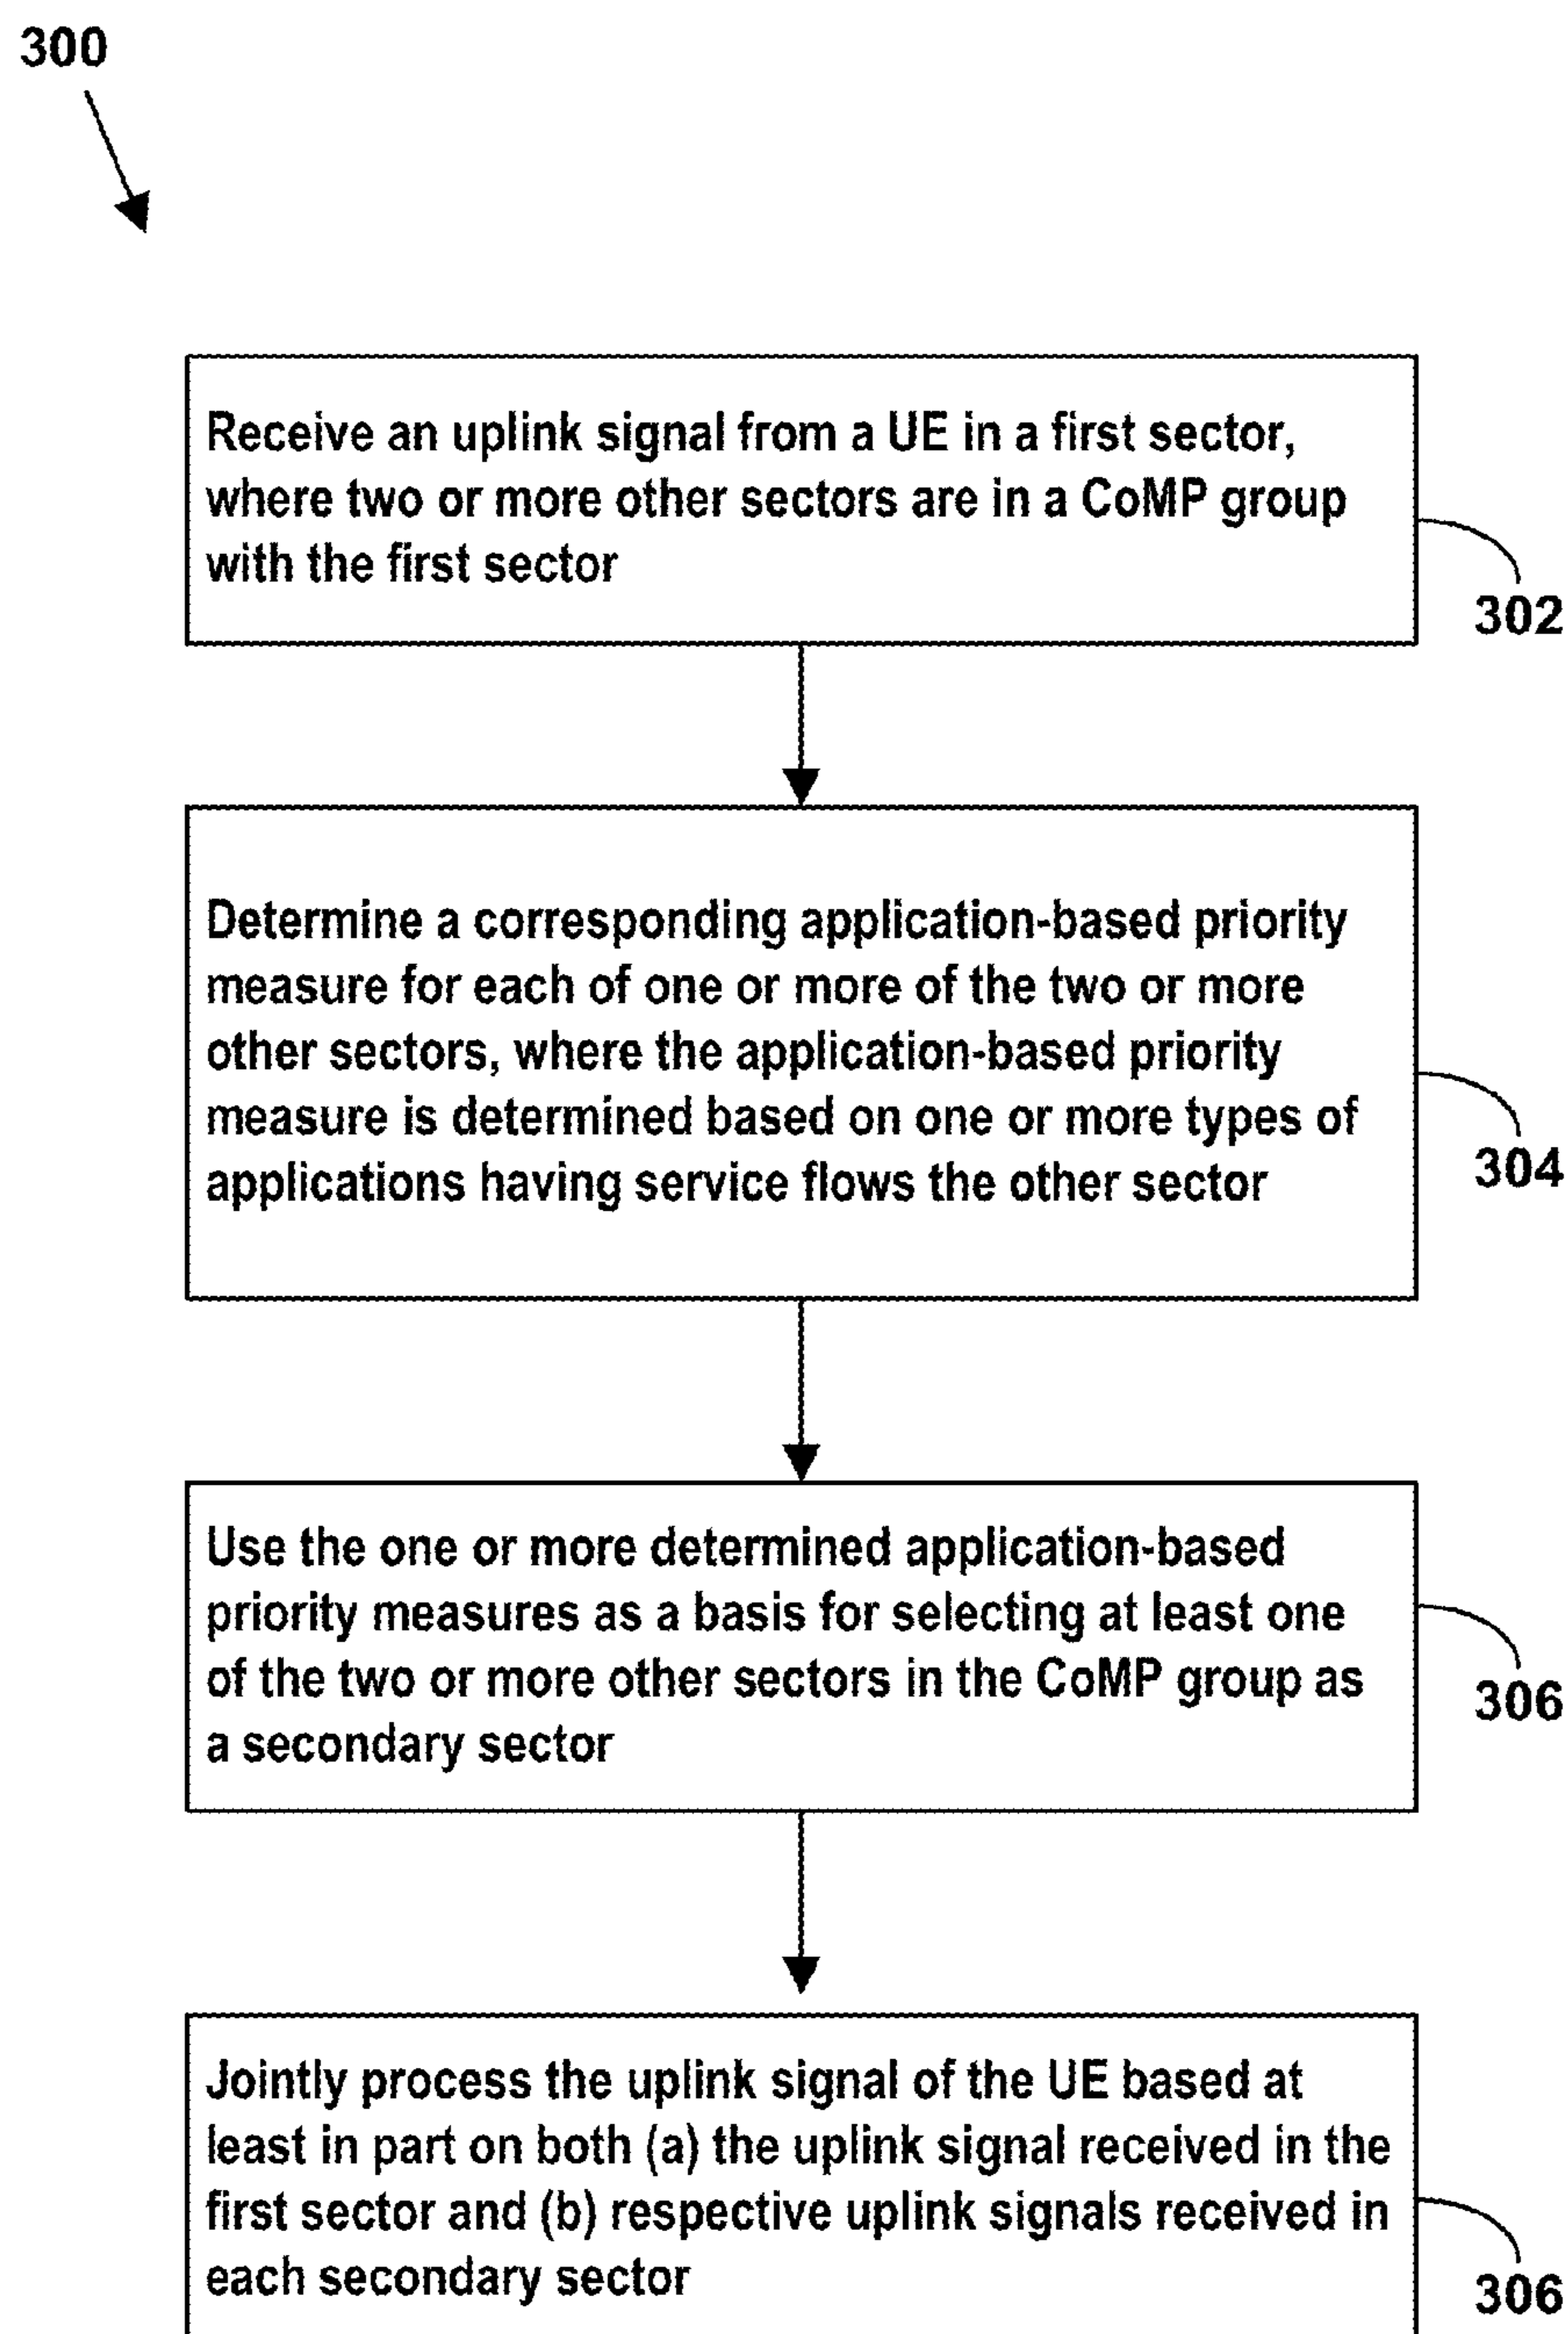 300
Receive an uplink signal from a UE in a first sector,
where two or more other sectors are in a CoMP group
with the first sector
302
Determine a corresponding application-based priority
measure for each of one or more of the two or more
other sectors, where the application-based priority
measure is determined based on one or more types of
applications having service flows the other sector
304
Use the one or more determined application-based
priority measures as a basis for selecting at least one
of the two or more other sectors in the CoMP group as
a secondary sector
306
Jointly process the uplink signal of the UE based at
least in part on both (a) the uplink signal received in the
first sector and (b) respective uplink signals received in
each secondary sector
306